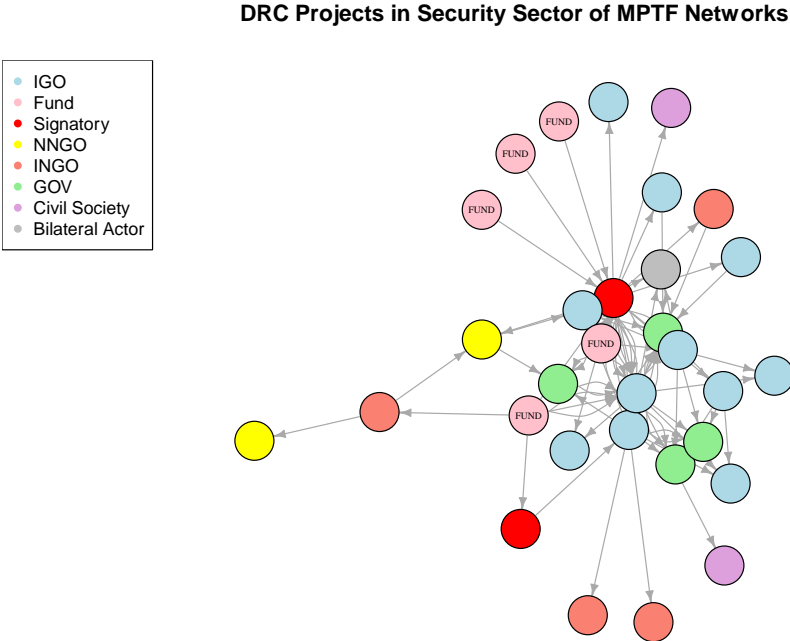 DRC Projects in Security Sector of MPTF Networks
IGO
Fund
Signatory
NNGO
INGO
GOV
Civil Society
Bilateral Actor
FUND
FUND
FUND
FUND
FUND